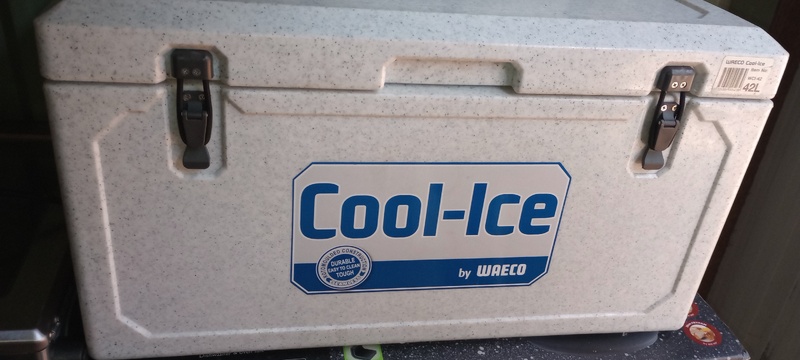 WAECO Cool-Ice
42L
Cool-Ice
DURABLE
EASY TO CLEAN
TOUGH
by WAECO